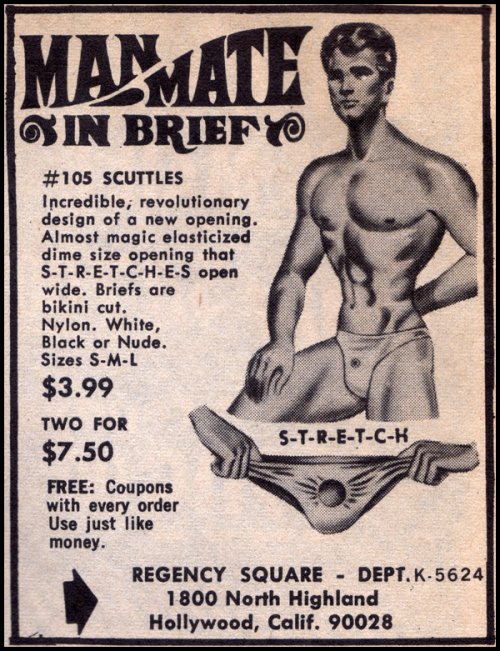 MAN MATE
IN BRIEF
#105 SCUTTLES
Incredible, revolutionary
design of a new opening.
Almost magic elasticized
dime size opening that
S-T-R-E-T-C-H-E-S open
wide. Briefs are
bikini cut.
Nylon. White,
Black or Nude.
Sizes S-M-L
$3.99
TWO FOR
$7.50
FREE: Coupons
with every order
Use just like
money.
S-T-R-E-T-C-H
REGENCY SQUARE - DEPT. K-5624
1800 North Highland
Hollywood, Calif. 90028